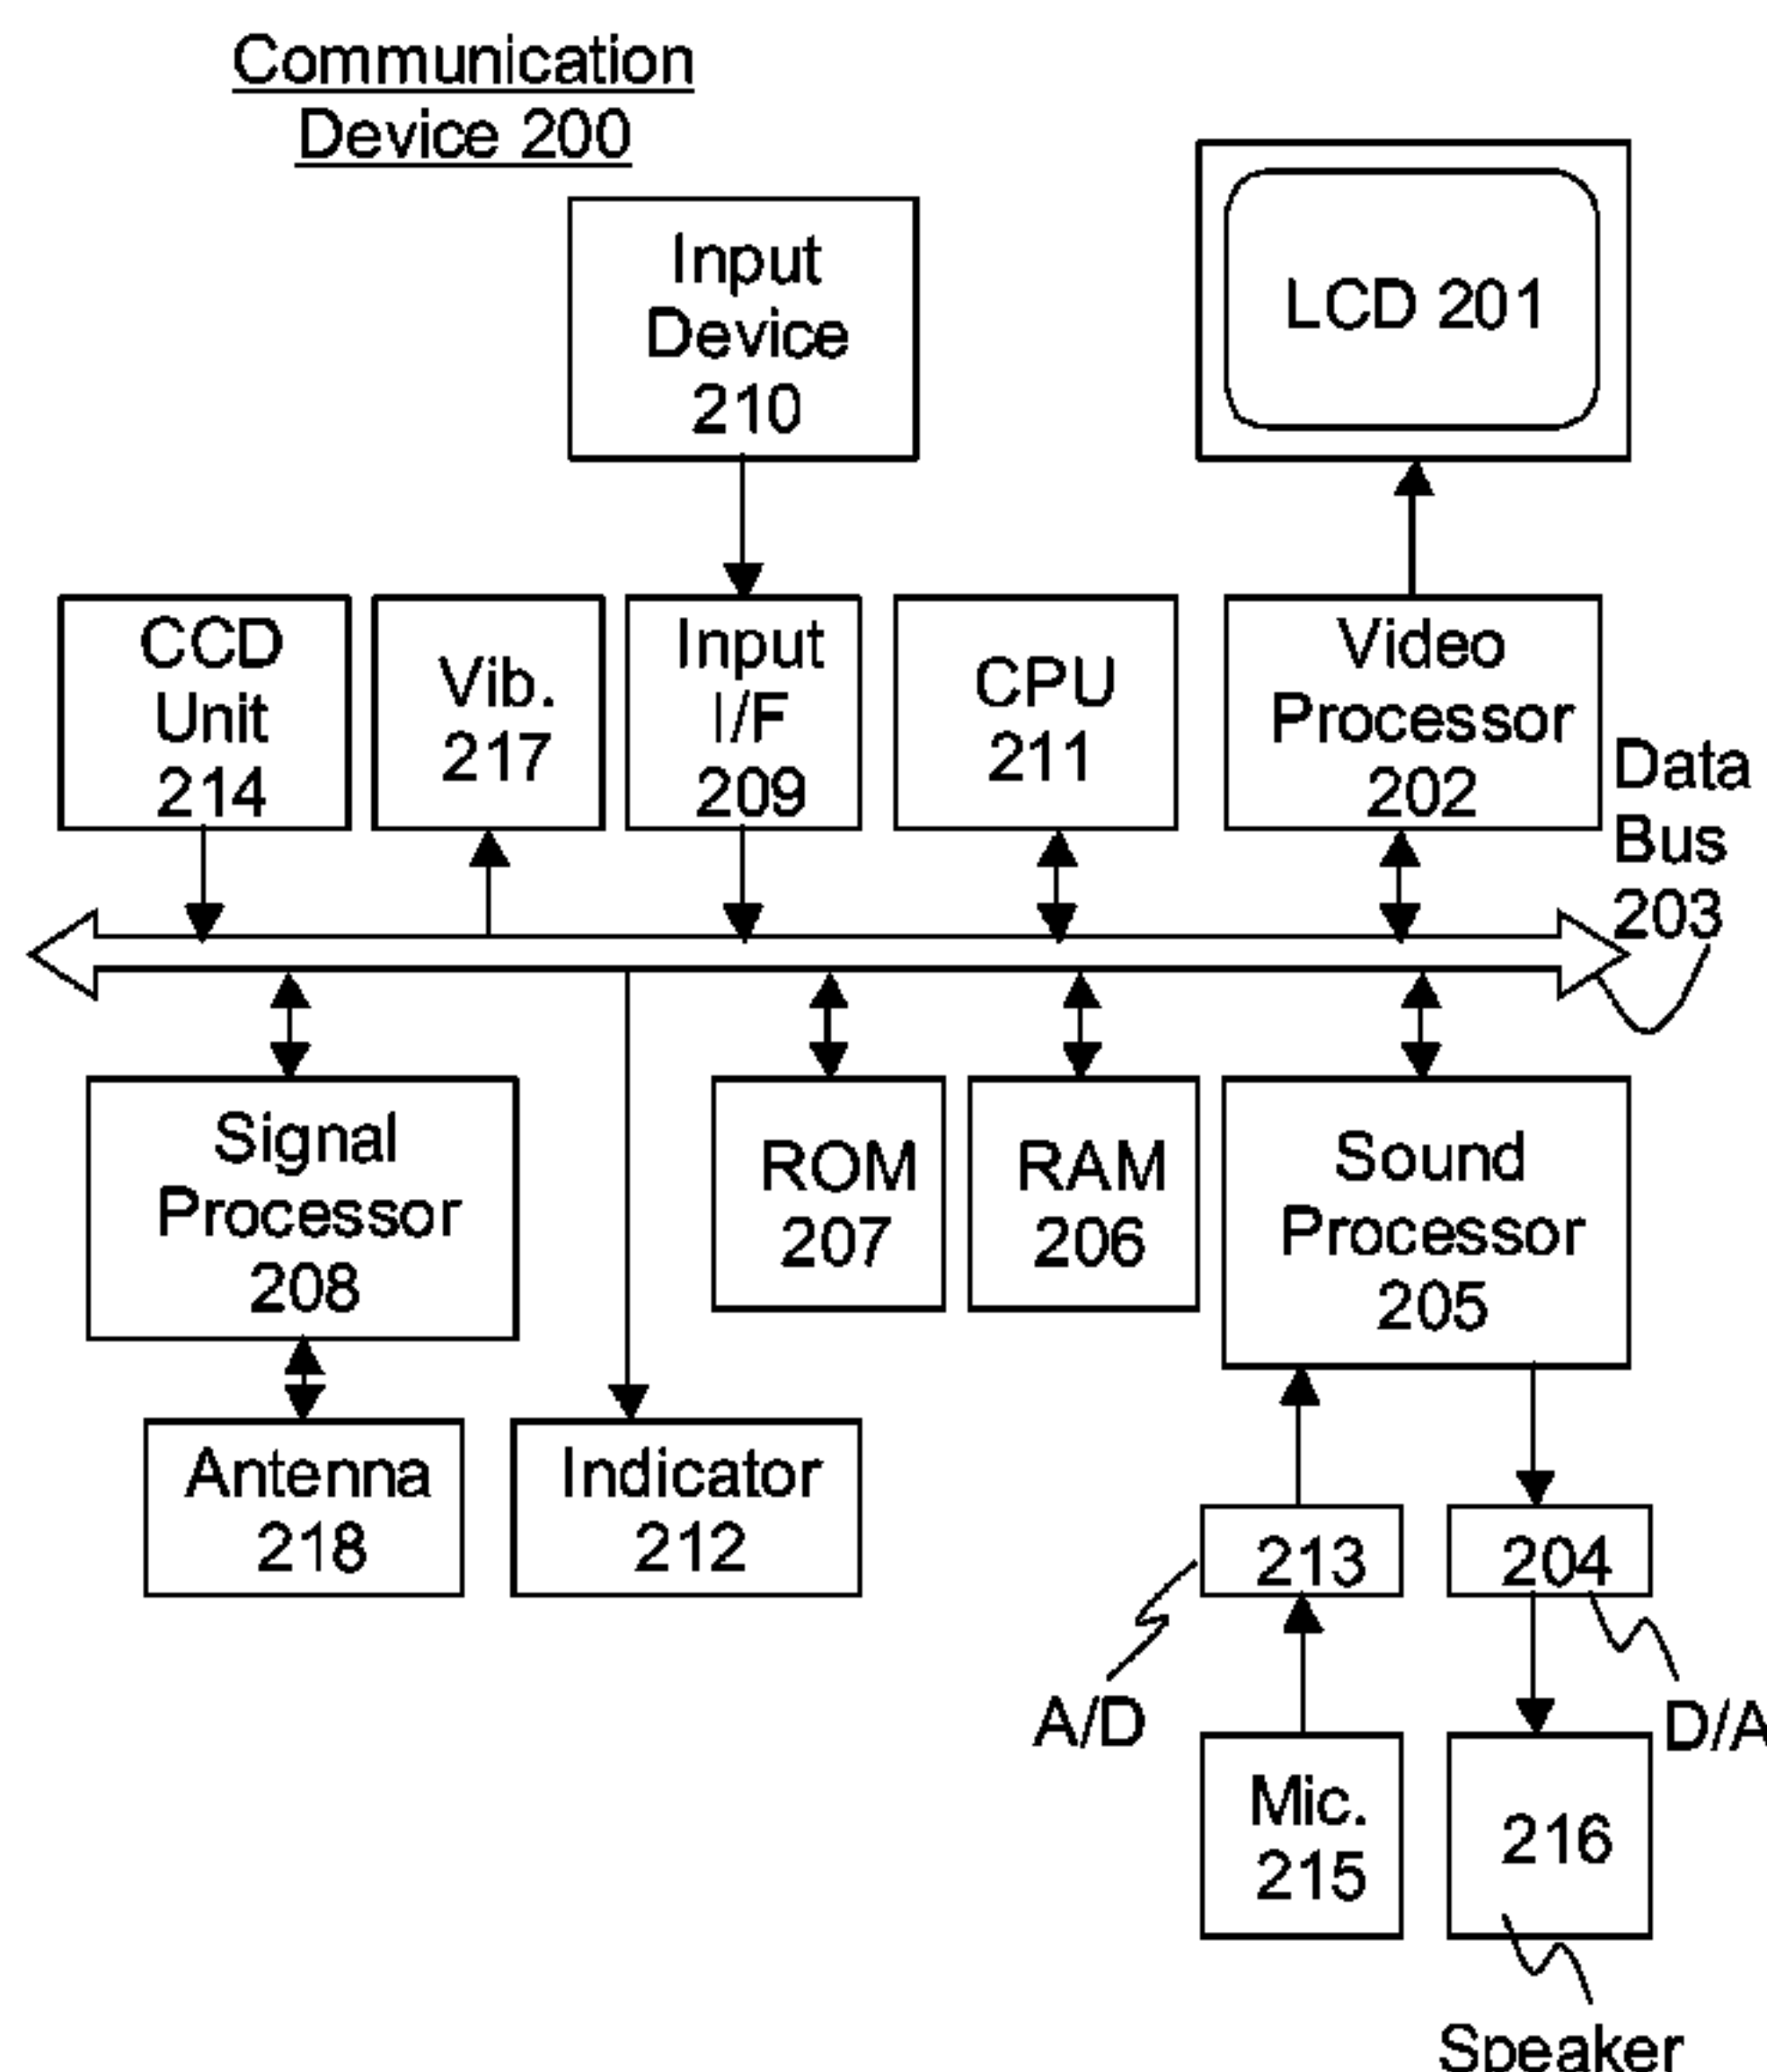 Communication
Device 200
Input
Device
210
LCD 201
CCD
Unit
214
Vib.
217
Input
I/F
209
CPU
211
Video
Processor
202
Data
Bus
203
Signal
Processor
208
ROM
207
RAM
206
Sound
Processor
205
Antenna
218
Indicator
212
213
204
A/D
D/A
Mic.
215
216
Speaker